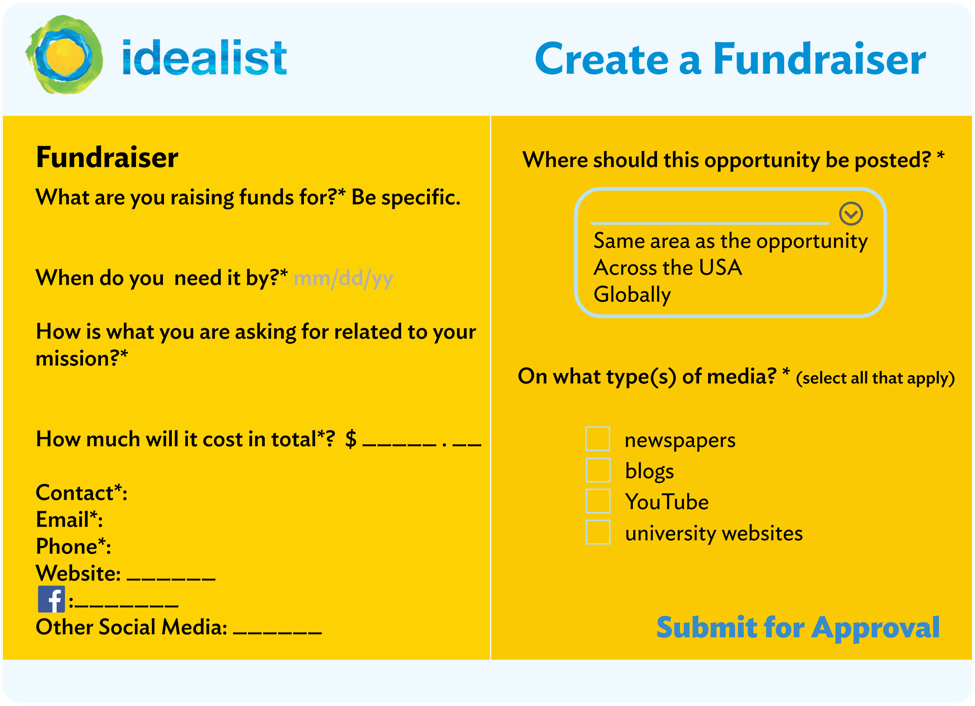 idealist
Create a Fundraiser
Fundraiser
What are you raising funds for?* Be specific.
When do you  need it by?* mm/dd/yy
How is what you are asking for related to your
mission?*
How much will it cost in total*?  $ _____ . __
Contact*:
Email*:
Phone*:
Website: ______
f :_______
Other Social Media: ______
Where should this opportunity be posted? *
Same area as the opportunity
Across the USA
Globally
On what type(s) of media? * (select all that apply)
newspapers
blogs
YouTube
university websites
Submit for Approval